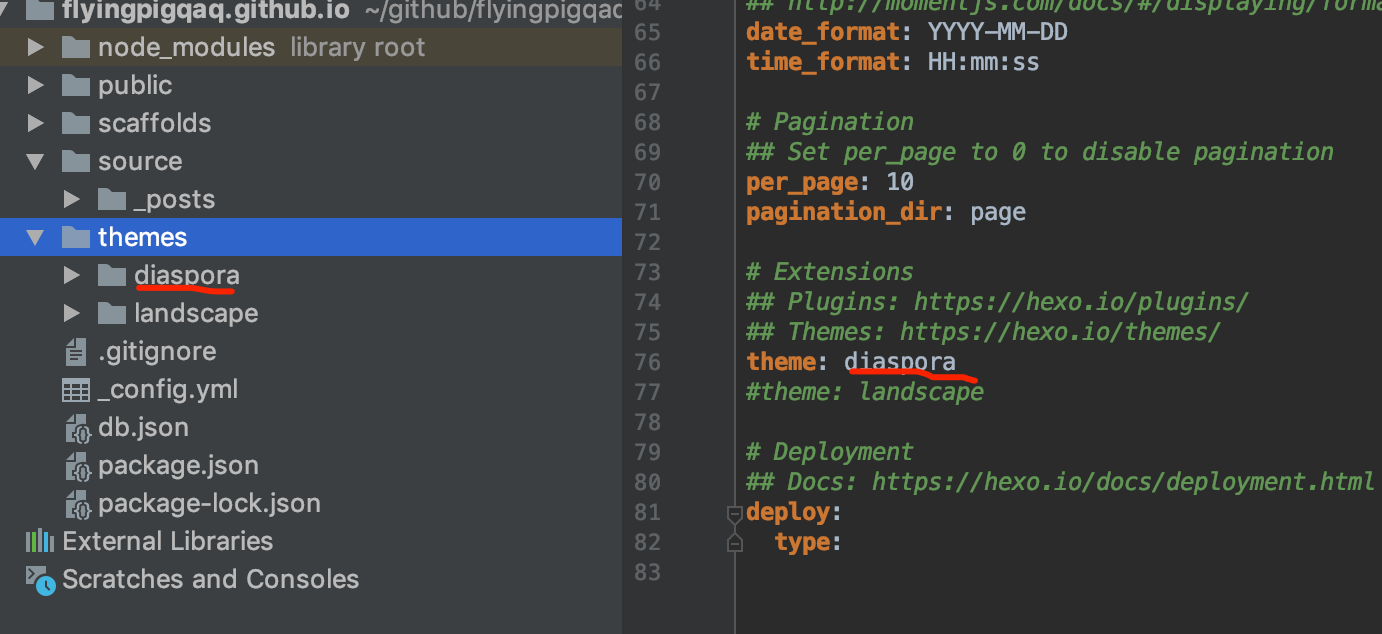 flyingpigqaq.github.io ~/github/flyingpigqaq
node_modules library root
public
scaffolds
source
_posts
themes
diaspora
landscape
.gitignore
_config.yml
db.json
package.json
package-lock.json
External Libraries
Scratches and Consoles
64 ## http://momentjs.com/docs/#/displaying/forma
65 date_format: YYYY-MM-DD
66 time_format: HH:mm:ss
67
68 # Pagination
69 ## Set per_page to 0 to disable pagination
70 per_page: 10
71 pagination_dir: page
72
73 # Extensions
74 ## Plugins: https://hexo.io/plugins/
75 ## Themes: https://hexo.io/themes/
76 theme: diaspora
77 #theme: landscape
78
79 # Deployment
80 ## Docs: https://hexo.io/docs/deployment.html
81 deploy:
82 type:
83